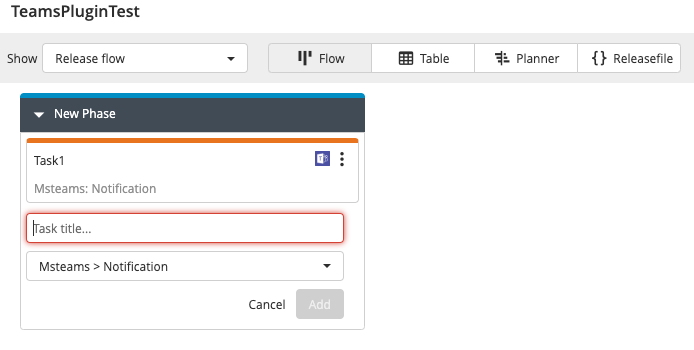 TeamsPluginTest
Show Release flow Flow Table Planner Releasefile
New Phase
Task1
Msteams: Notification
Task title...
Msteams > Notification
Cancel Add